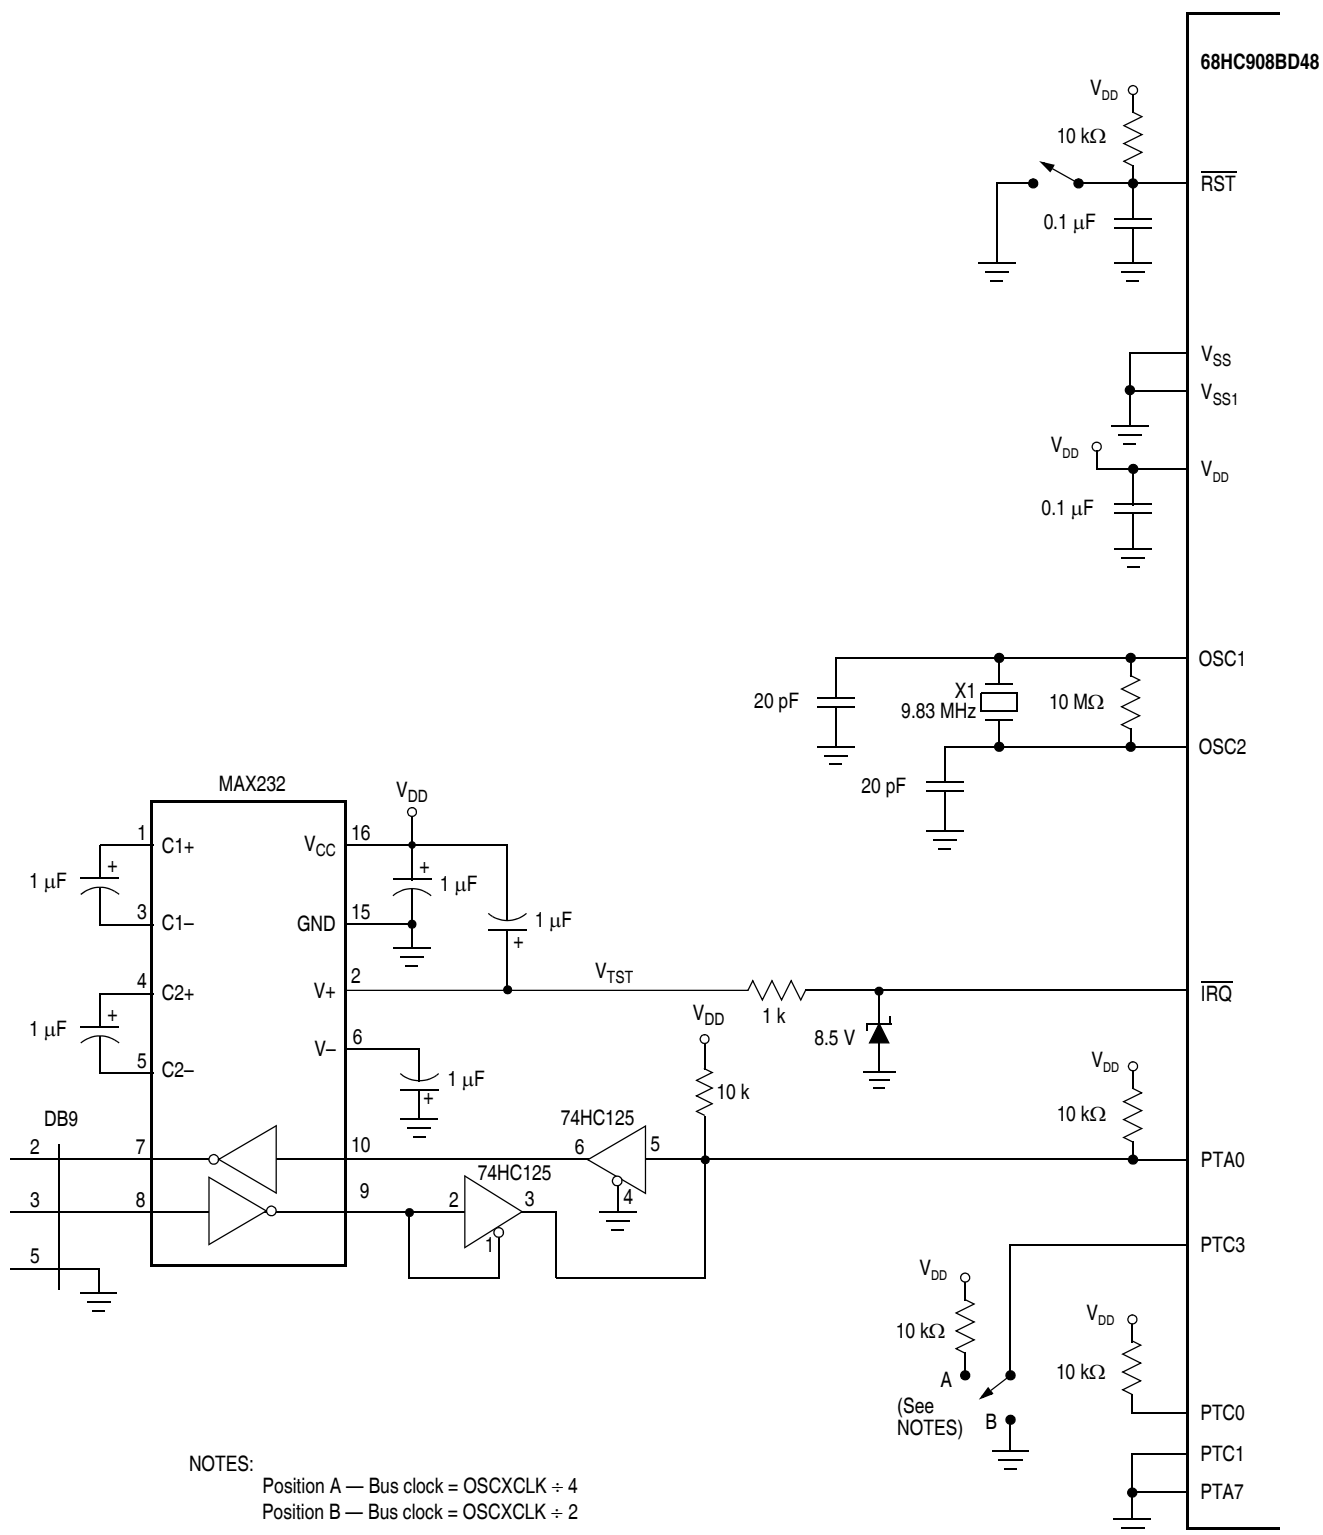 68HC908BD48
VDD
10 kΩ
RST
0.1 μF
VSS
VSS1
VDD
VDD
0.1 μF
OSC1
20 pF
X1
9.83 MHz
10 MΩ
OSC2
20 pF
MAX232
VDD
1
C1+
VCC
16
1 μF
+
+
1 μF
3
C1–
GND
15
1 μF
+
4
C2+
V+
2
VTST
1 k
IRQ
1 μF
+
8.5 V
VDD
10 k
5
C2–
V–
6
1 μF
+
VDD
10 kΩ
DB9
74HC125
2
7
10
6
5
4
PTA0
74HC125
3
8
9
2
3
1
5
PTC3
VDD
10 kΩ
A
(See
NOTES)
B
VDD
10 kΩ
PTC0
PTC1
PTA7
NOTES:
Position A — Bus clock = OSCXCLK ÷ 4
Position B — Bus clock = OSCXCLK ÷ 2